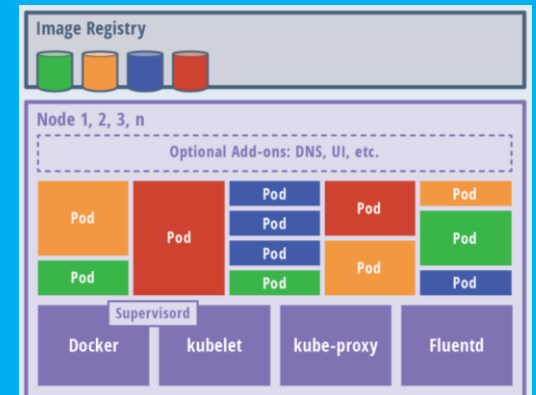 Image Registry
Node 1, 2, 3, n
Optional Add-ons: DNS, UI, etc.
Pod
Pod
Pod
Pod
Pod
Pod
Pod
Pod
Pod
Pod
Pod
Pod
Supervisord
Docker
kubelet
kube-proxy
Fluentd